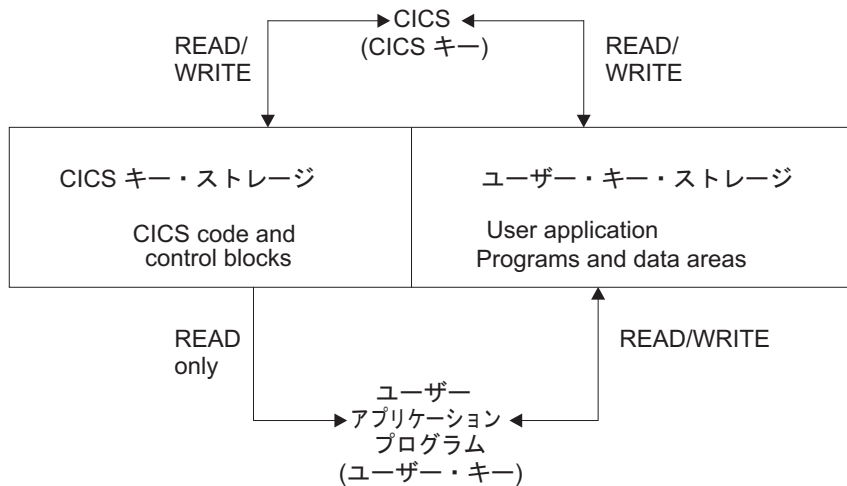 CICS
(CICS キー)
READ/
WRITE
READ/
WRITE
CICS キー・ストレージ
CICS code and
control blocks
ユーザー・キー・ストレージ
User application
Programs and data areas
READ
only
READ/WRITE
ユーザー
アプリケーション
プログラム
(ユーザー・キー)